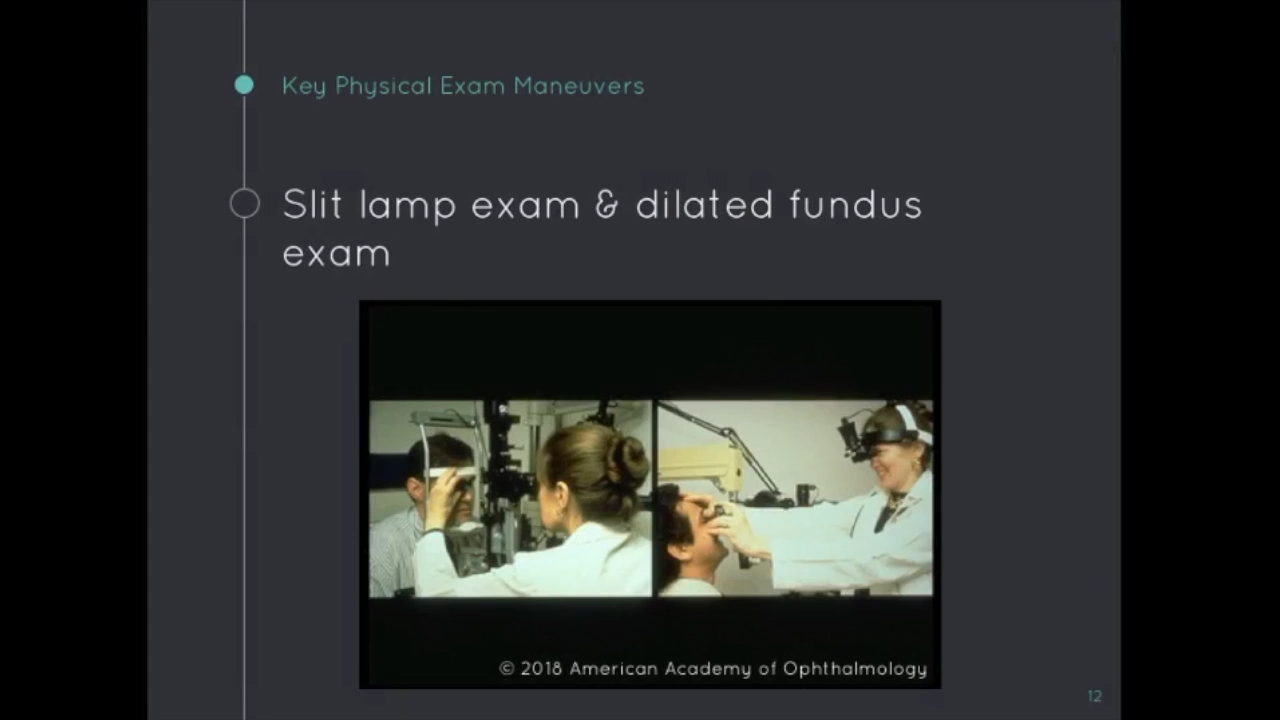 Key Physical Exam Maneuvers
Slit lamp exam & dilated fundus
exam
© 2018 American Academy of Ophthalmology
12